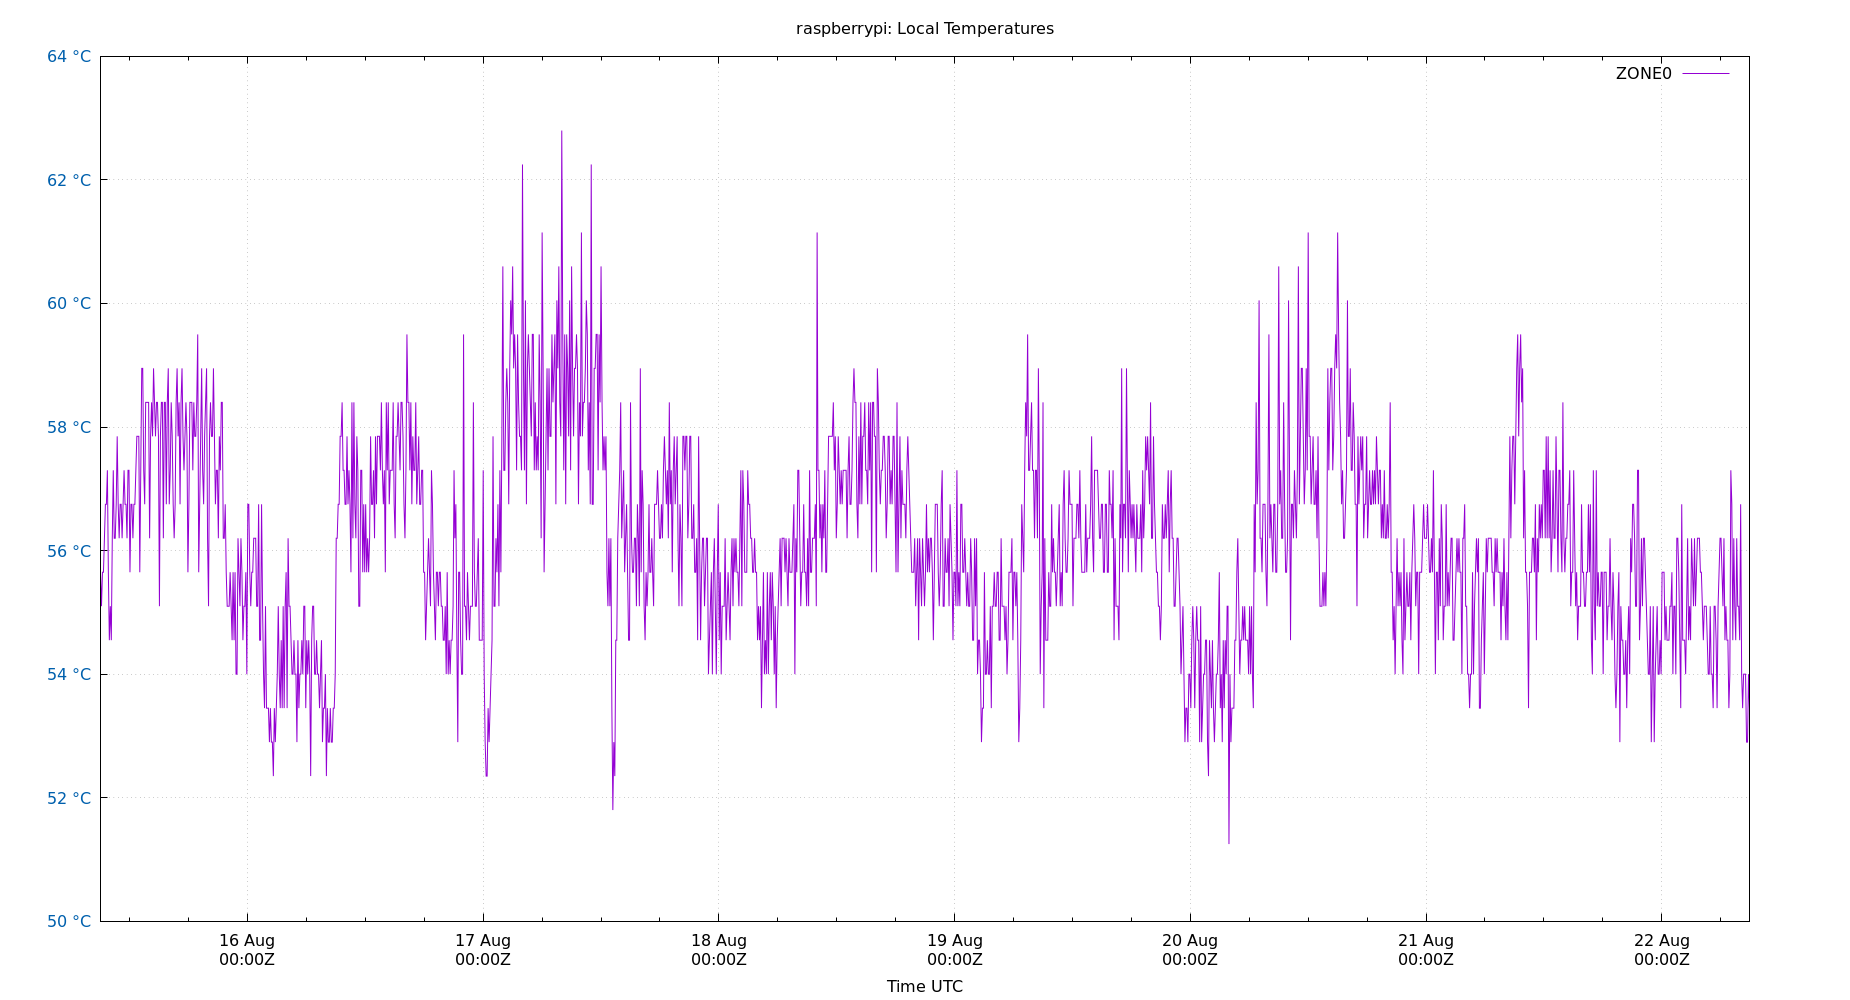 raspberrypi: Local Temperatures
64 °C
ZONE0
62 °C
60 °C
58 °C
56 °C
54 °C
52 °C
50 °C
16 Aug 17 Aug 18 Aug 19 Aug 20 Aug 21 Aug 22 Aug
00:00Z 00:00Z 00:00Z 00:00Z 00:00Z 00:00Z 00:00Z
Time UTC